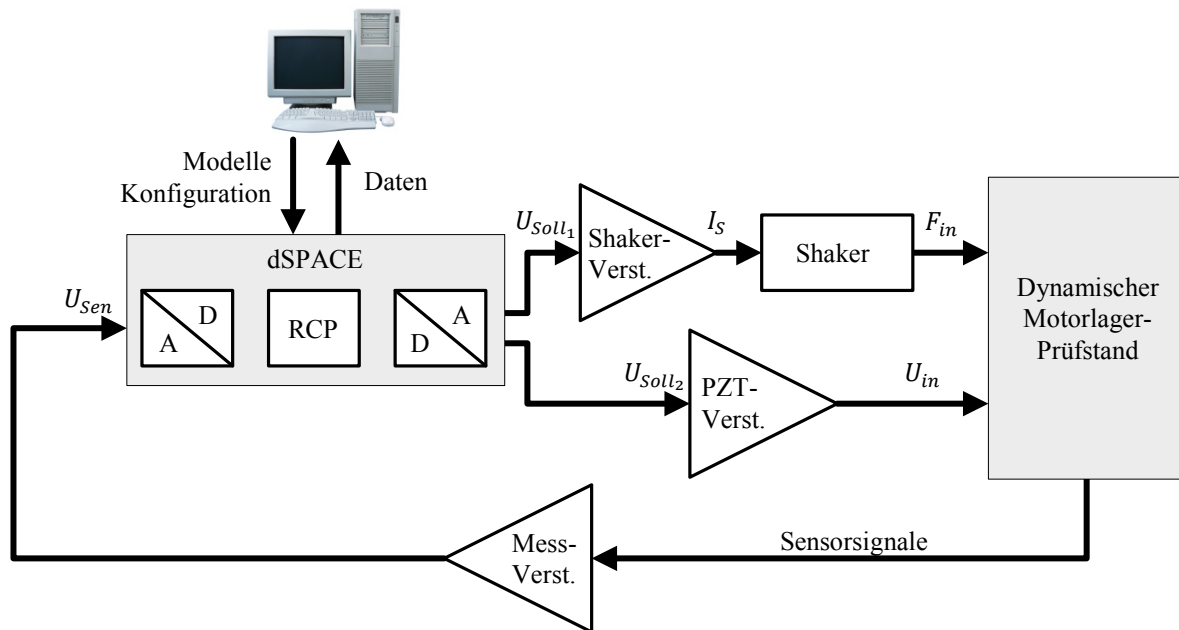 Modelle
Konfiguration
Daten
dSPACE
U_Sen
D
A
RCP
A
D
U_Soll₁
Shaker-
Verst.
I_S
Shaker
F_in
U_Soll₂
PZT-
Verst.
U_in
Dynamischer
Motorlager-
Prüfstand
Mess-
Verst.
Sensorsignale